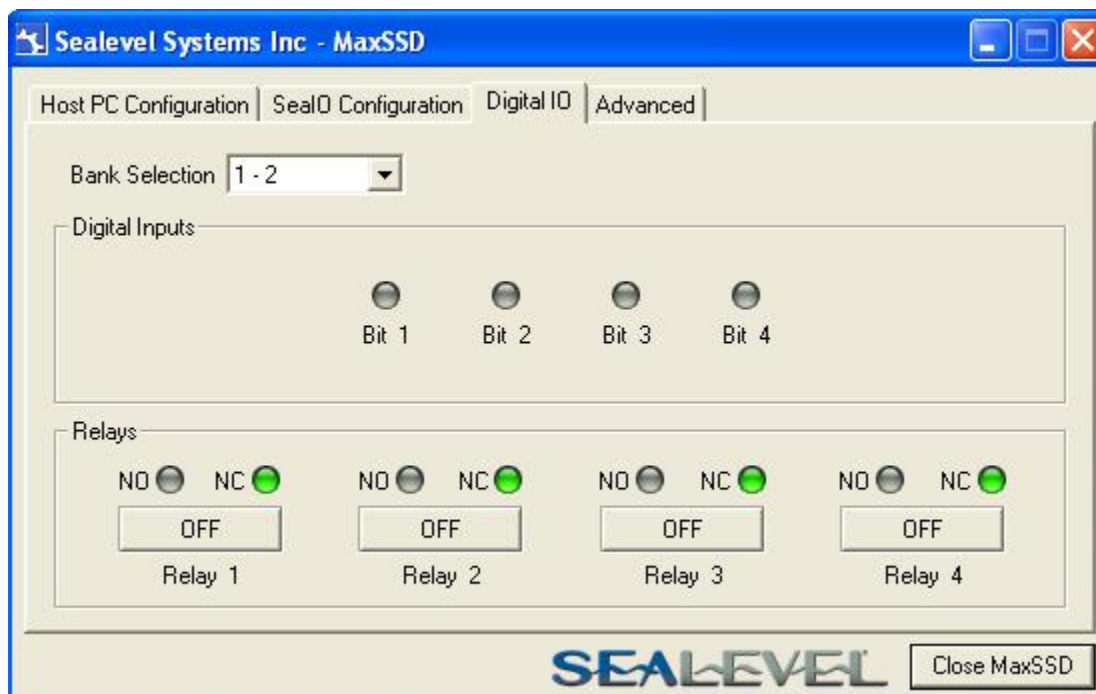 Sealevel Systems Inc - MaxSSD
Host PC Configuration SeaIO Configuration Digital IO Advanced
Bank Selection 1 - 2
Digital Inputs
Bit 1 Bit 2 Bit 3 Bit 4
Relays
NO NC NO NC NO NC NO NC
OFF OFF OFF OFF
Relay 1 Relay 2 Relay 3 Relay 4
SEALEVEL Close MaxSSD